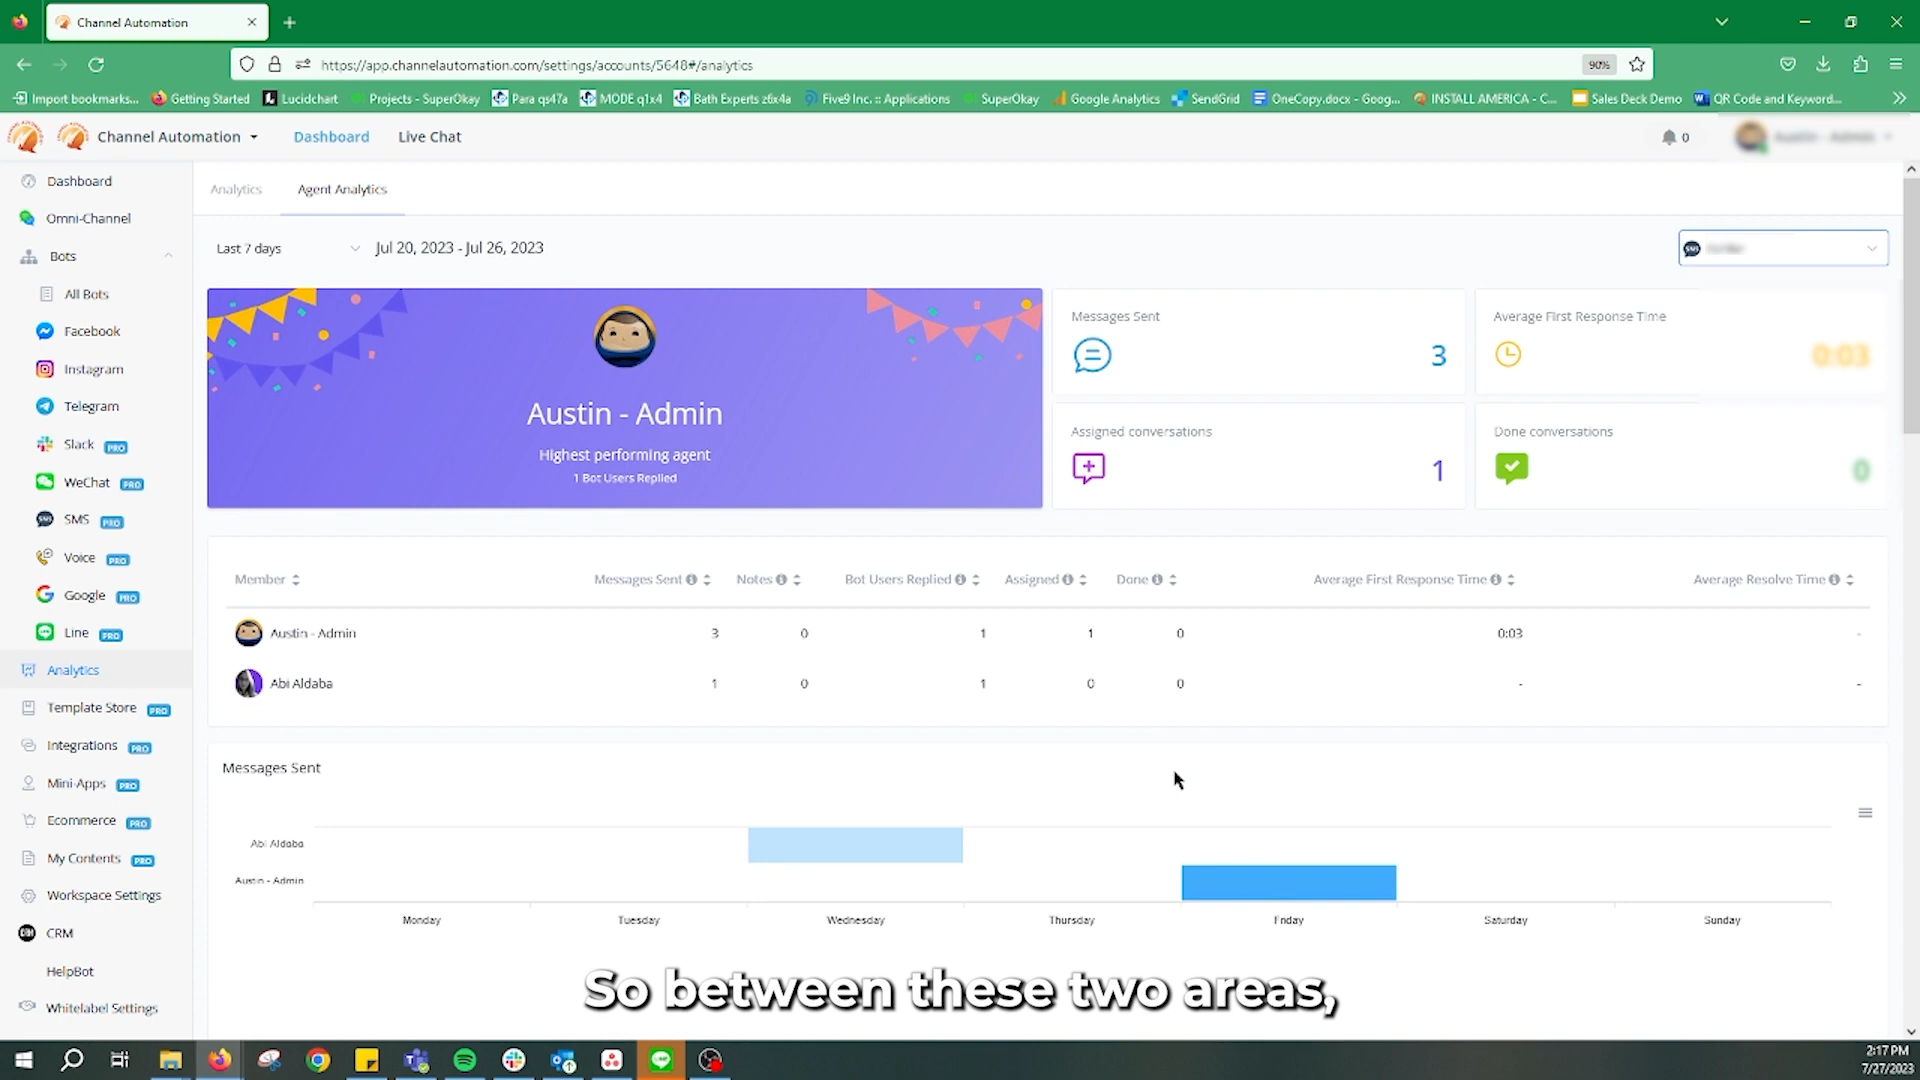 Channel Automation
https://app.channelautomation.com/settings/accounts/5648#/analytics
90%
Import bookmarks...
Getting Started
Lucidchart
Projects - SuperOkay
Para qs47a
MODE q1x4
Bath Experts z6x4a
Five9 Inc. :: Applications
SuperOkay
Google Analytics
SendGrid
OneCopy.docx - Goog...
INSTALL AMERICA - C...
Sales Deck Demo
QR Code and Keyword...
Channel Automation
Dashboard
Live Chat
0
Austin - Admin
Dashboard
Omni-Channel
Bots
All Bots
Facebook
Instagram
Telegram
Slack PRO
WeChat PRO
SMS PRO
Voice PRO
Google PRO
Line PRO
Analytics
Template Store PRO
Integrations PRO
Mini-Apps PRO
Ecommerce PRO
My Contents PRO
Workspace Settings
CRM
HelpBot
Whitelabel Settings
Analytics
Agent Analytics
Last 7 days
Jul 20, 2023 - Jul 26, 2023
SMS
Austin - Admin
Highest performing agent
1 Bot Users Replied
Messages Sent
3
Average First Response Time
0:03
Assigned conversations
1
Done conversations
0
Member Messages Sent Notes Bot Users Replied Assigned Done Average First Response Time Average Resolve Time
Austin - Admin 3 0 1 1 0 0:03 -
Abi Aldaba 1 0 1 0 0 - -
Messages Sent
Abi Aldaba
Austin - Admin
Monday Tuesday Wednesday Thursday Friday Saturday Sunday
So between these two areas,
2:17 PM
7/27/2023